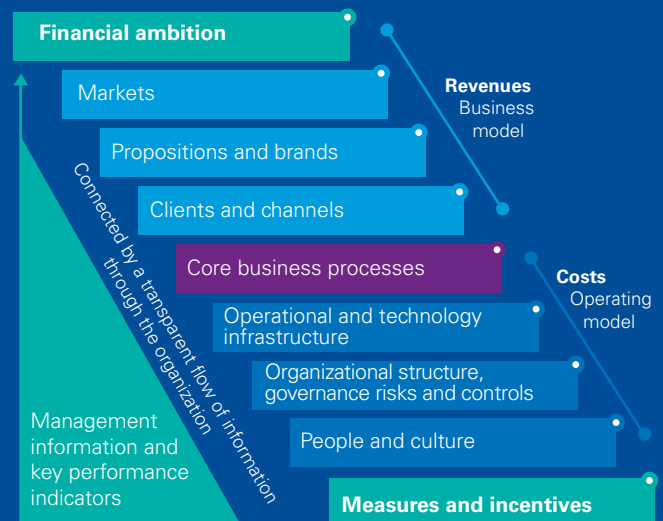 Financial ambition
Markets
Revenues
Business
model
Propositions and brands
Clients and channels
Connected by a transparent flow of information
through the organization
Core business processes
Costs
Operating
model
Operational and technology
infrastructure
Organizational structure,
governance risks and controls
People and culture
Management
information and
key performance
indicators
Measures and incentives